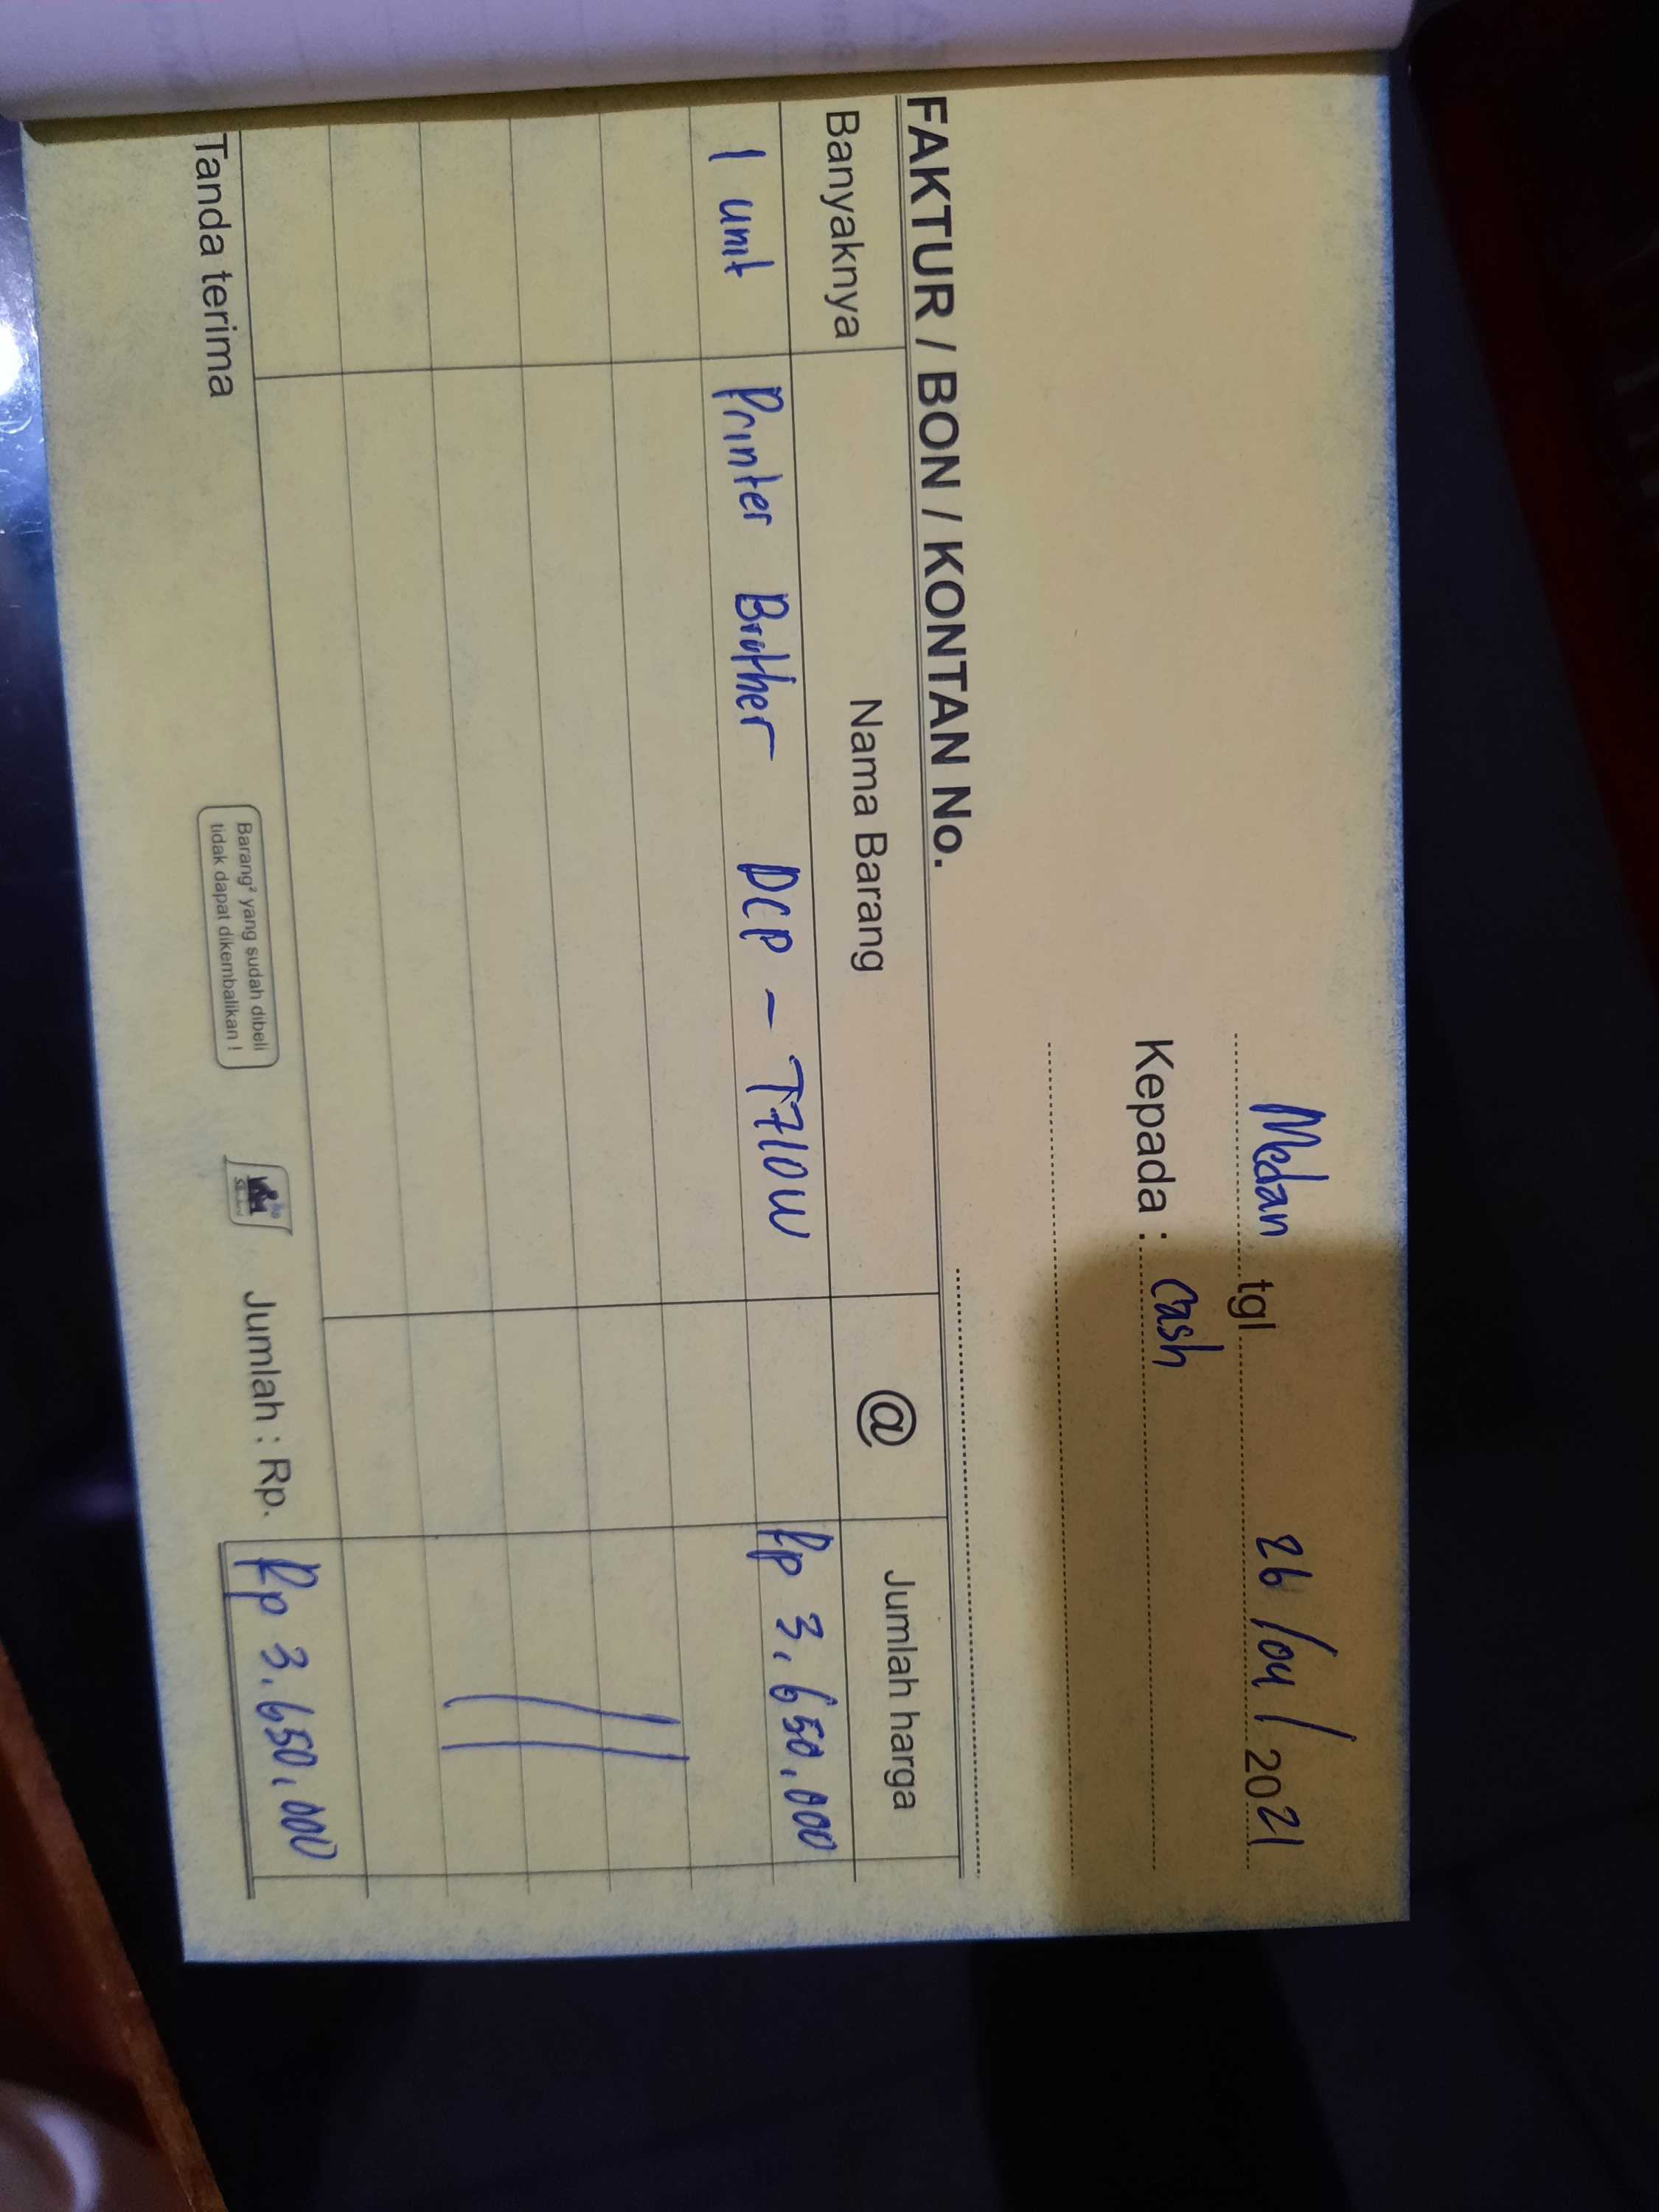 Medan tgl 26/04/2021
Kepada : Cash
FAKTUR / BON / KONTAN No.
Banyaknya Nama Barang @ Jumlah harga
1 unit Printer Brother DCP - T710W Rp 3.650.000
Tanda terima
Barang² yang sudah dibeli
tidak dapat dikembalikan !
Jumlah : Rp. Rp 3.650.000